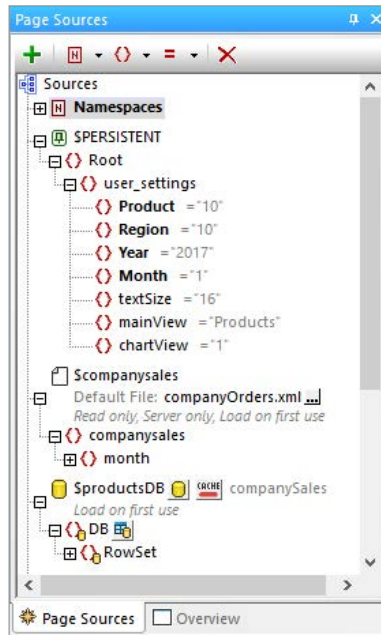 Page Sources
Sources
N Namespaces
$PERSISTENT
Root
user_settings
Product ="10"
Region ="10"
Year ="2017"
Month ="1"
textSize ="16"
mainView ="Products"
chartView ="1"
$companysales
Default File: companyOrders.xml ...
Read only, Server only, Load on first use
companysales
month
$productsDB CACHE companySales
Load on first use
DB
RowSet
Page Sources Overview